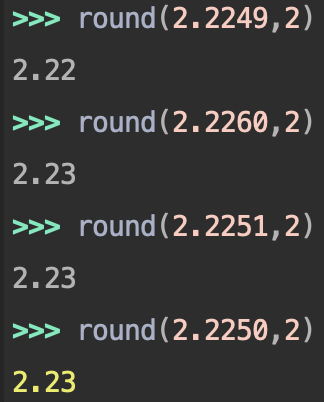 >>> round(2.2249,2)
2.22
>>> round(2.2260,2)
2.23
>>> round(2.2251,2)
2.23
>>> round(2.2250,2)
2.23